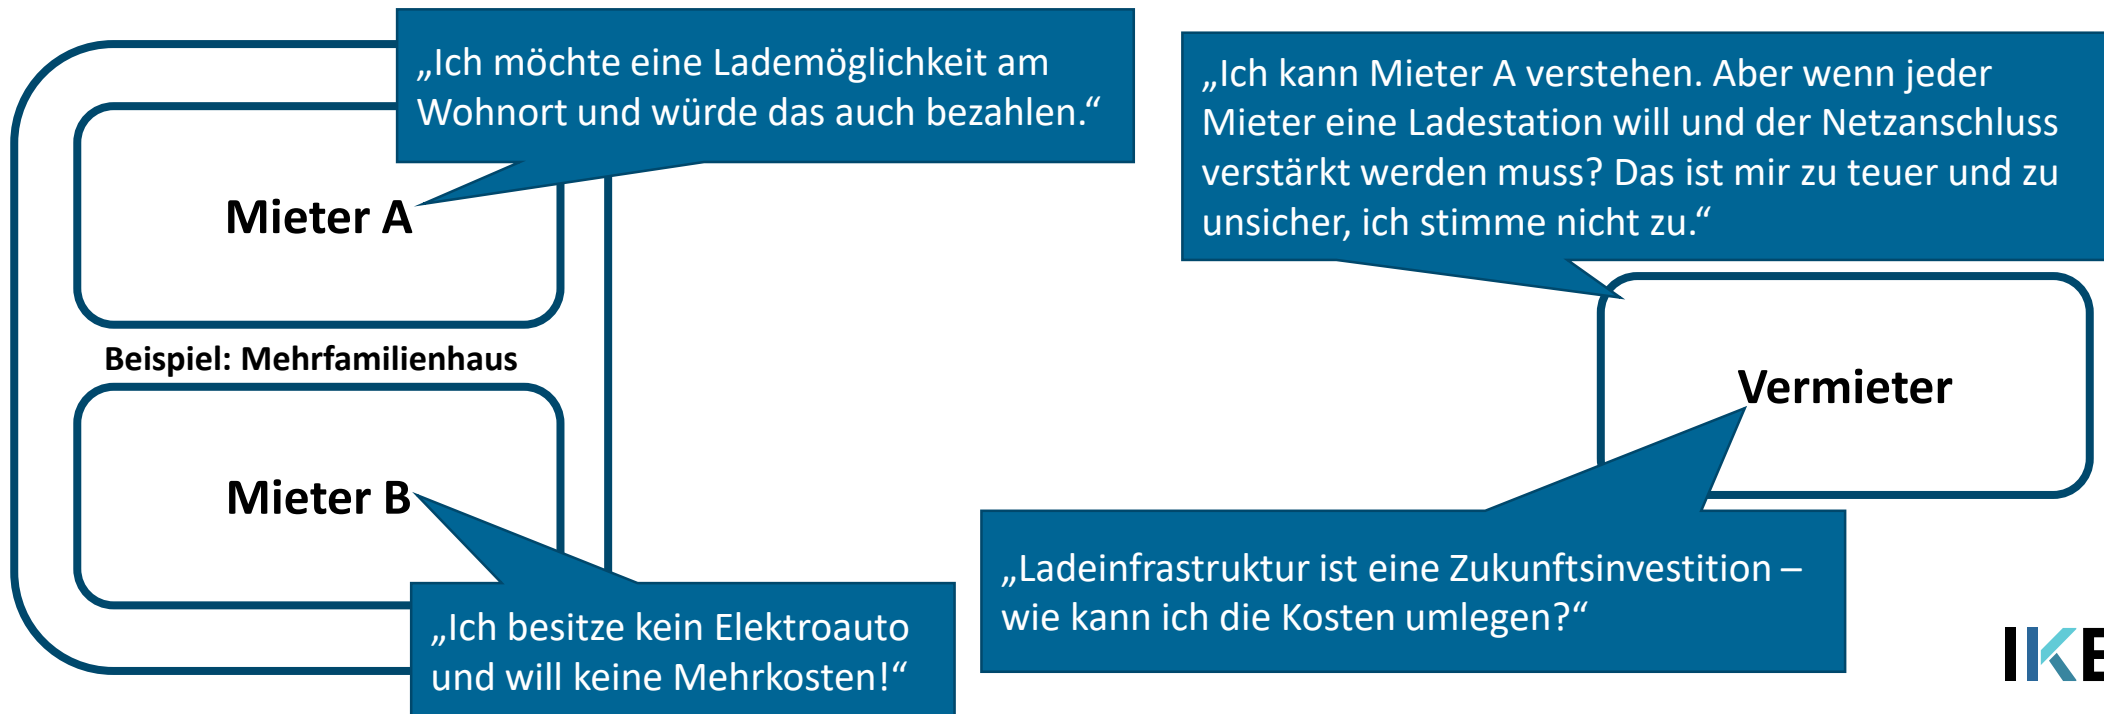 „Ich möchte eine Lademöglichkeit am
Wohnort und würde das auch bezahlen.“
Mieter A
Beispiel: Mehrfamilienhaus
Mieter B
„Ich besitze kein Elektroauto
und will keine Mehrkosten!“
„Ich kann Mieter A verstehen. Aber wenn jeder
Mieter eine Ladestation will und der Netzanschluss
verstärkt werden muss? Das ist mir zu teuer und zu
unsicher, ich stimme nicht zu.“
Vermieter
„Ladeinfrastruktur ist eine Zukunftsinvestition –
wie kann ich die Kosten umlegen?“
IKE